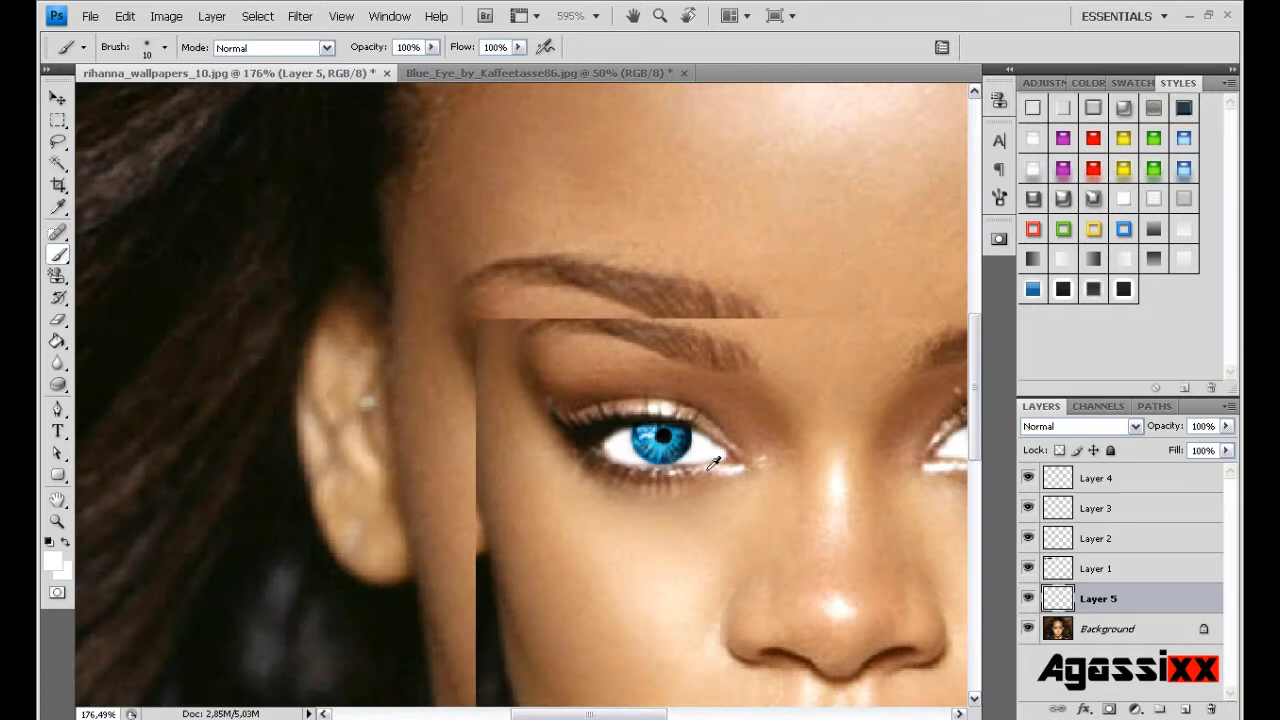 Ps File Edit Image Layer Select Filter View Window Help Br 595% ESSENTIALS
Brush: 10 Mode: Normal Opacity: 100% Flow: 100%
rihanna_wallpapers_10.jpg @ 176% (Layer 5, RGB/8) * Blue_Eye_by_Kaffeetasse86.jpg @ 50% (RGB/8) *
ADJUSTN COLOR SWATCH STYLES
LAYERS CHANNELS PATHS
Normal Opacity: 100%
Lock: Fill: 100%
Layer 4
Layer 3
Layer 2
Layer 1
Layer 5
Background
Agassixx
176,49% Doc: 2,85M/5,03M